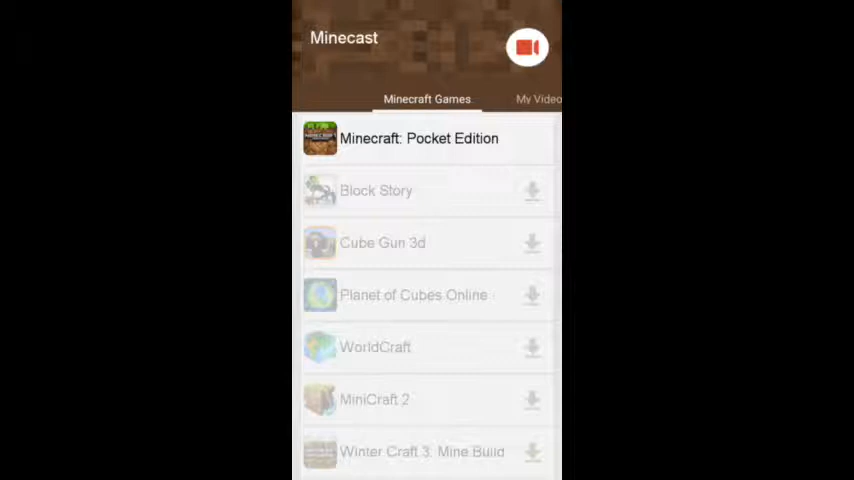 Minecast
Minecraft Games
My Video
Minecraft: Pocket Edition
Block Story
Cube Gun 3d
Planet of Cubes Online
WorldCraft
MiniCraft 2
Winter Craft 3: Mine Build